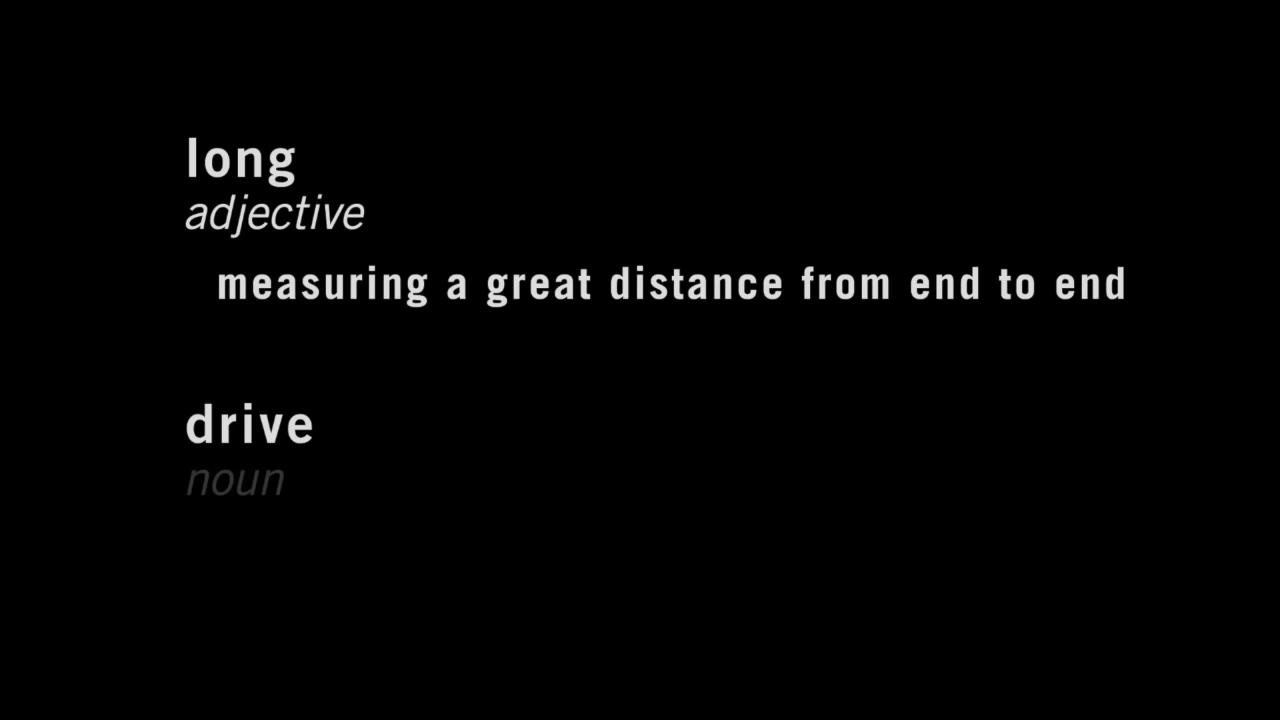 long
adjective
measuring a great distance from end to end
drive
noun